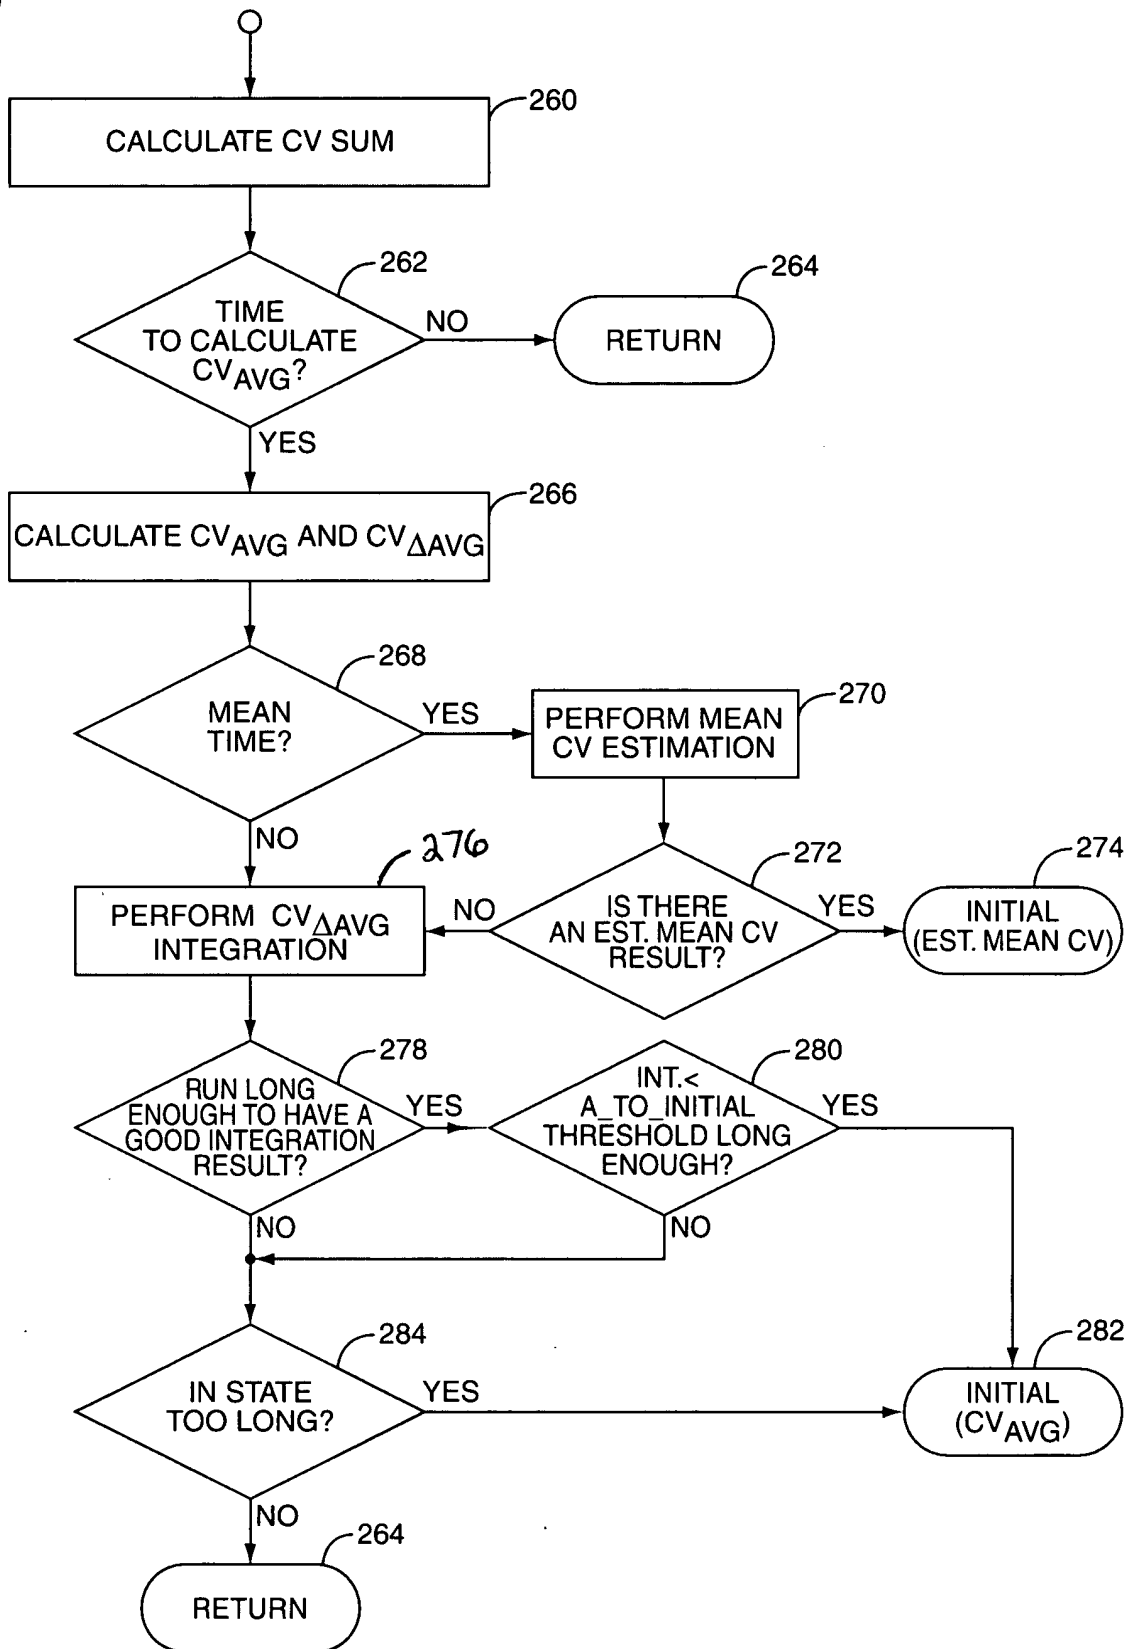 260
CALCULATE CV SUM
262
TIME
TO CALCULATE
CVAVG?
NO
264
RETURN
YES
266
CALCULATE CVAVG AND CVΔAVG
268
MEAN
TIME?
YES
270
PERFORM MEAN
CV ESTIMATION
NO
276
PERFORM CVΔAVG
INTEGRATION
NO
272
IS THERE
AN EST. MEAN CV
RESULT?
YES
274
INITIAL
(EST. MEAN CV)
278
RUN LONG
ENOUGH TO HAVE A
GOOD INTEGRATION
RESULT?
YES
280
INT.<
A_TO_INITIAL
THRESHOLD LONG
ENOUGH?
YES
NO
NO
284
IN STATE
TOO LONG?
YES
282
INITIAL
(CVAVG)
NO
264
RETURN